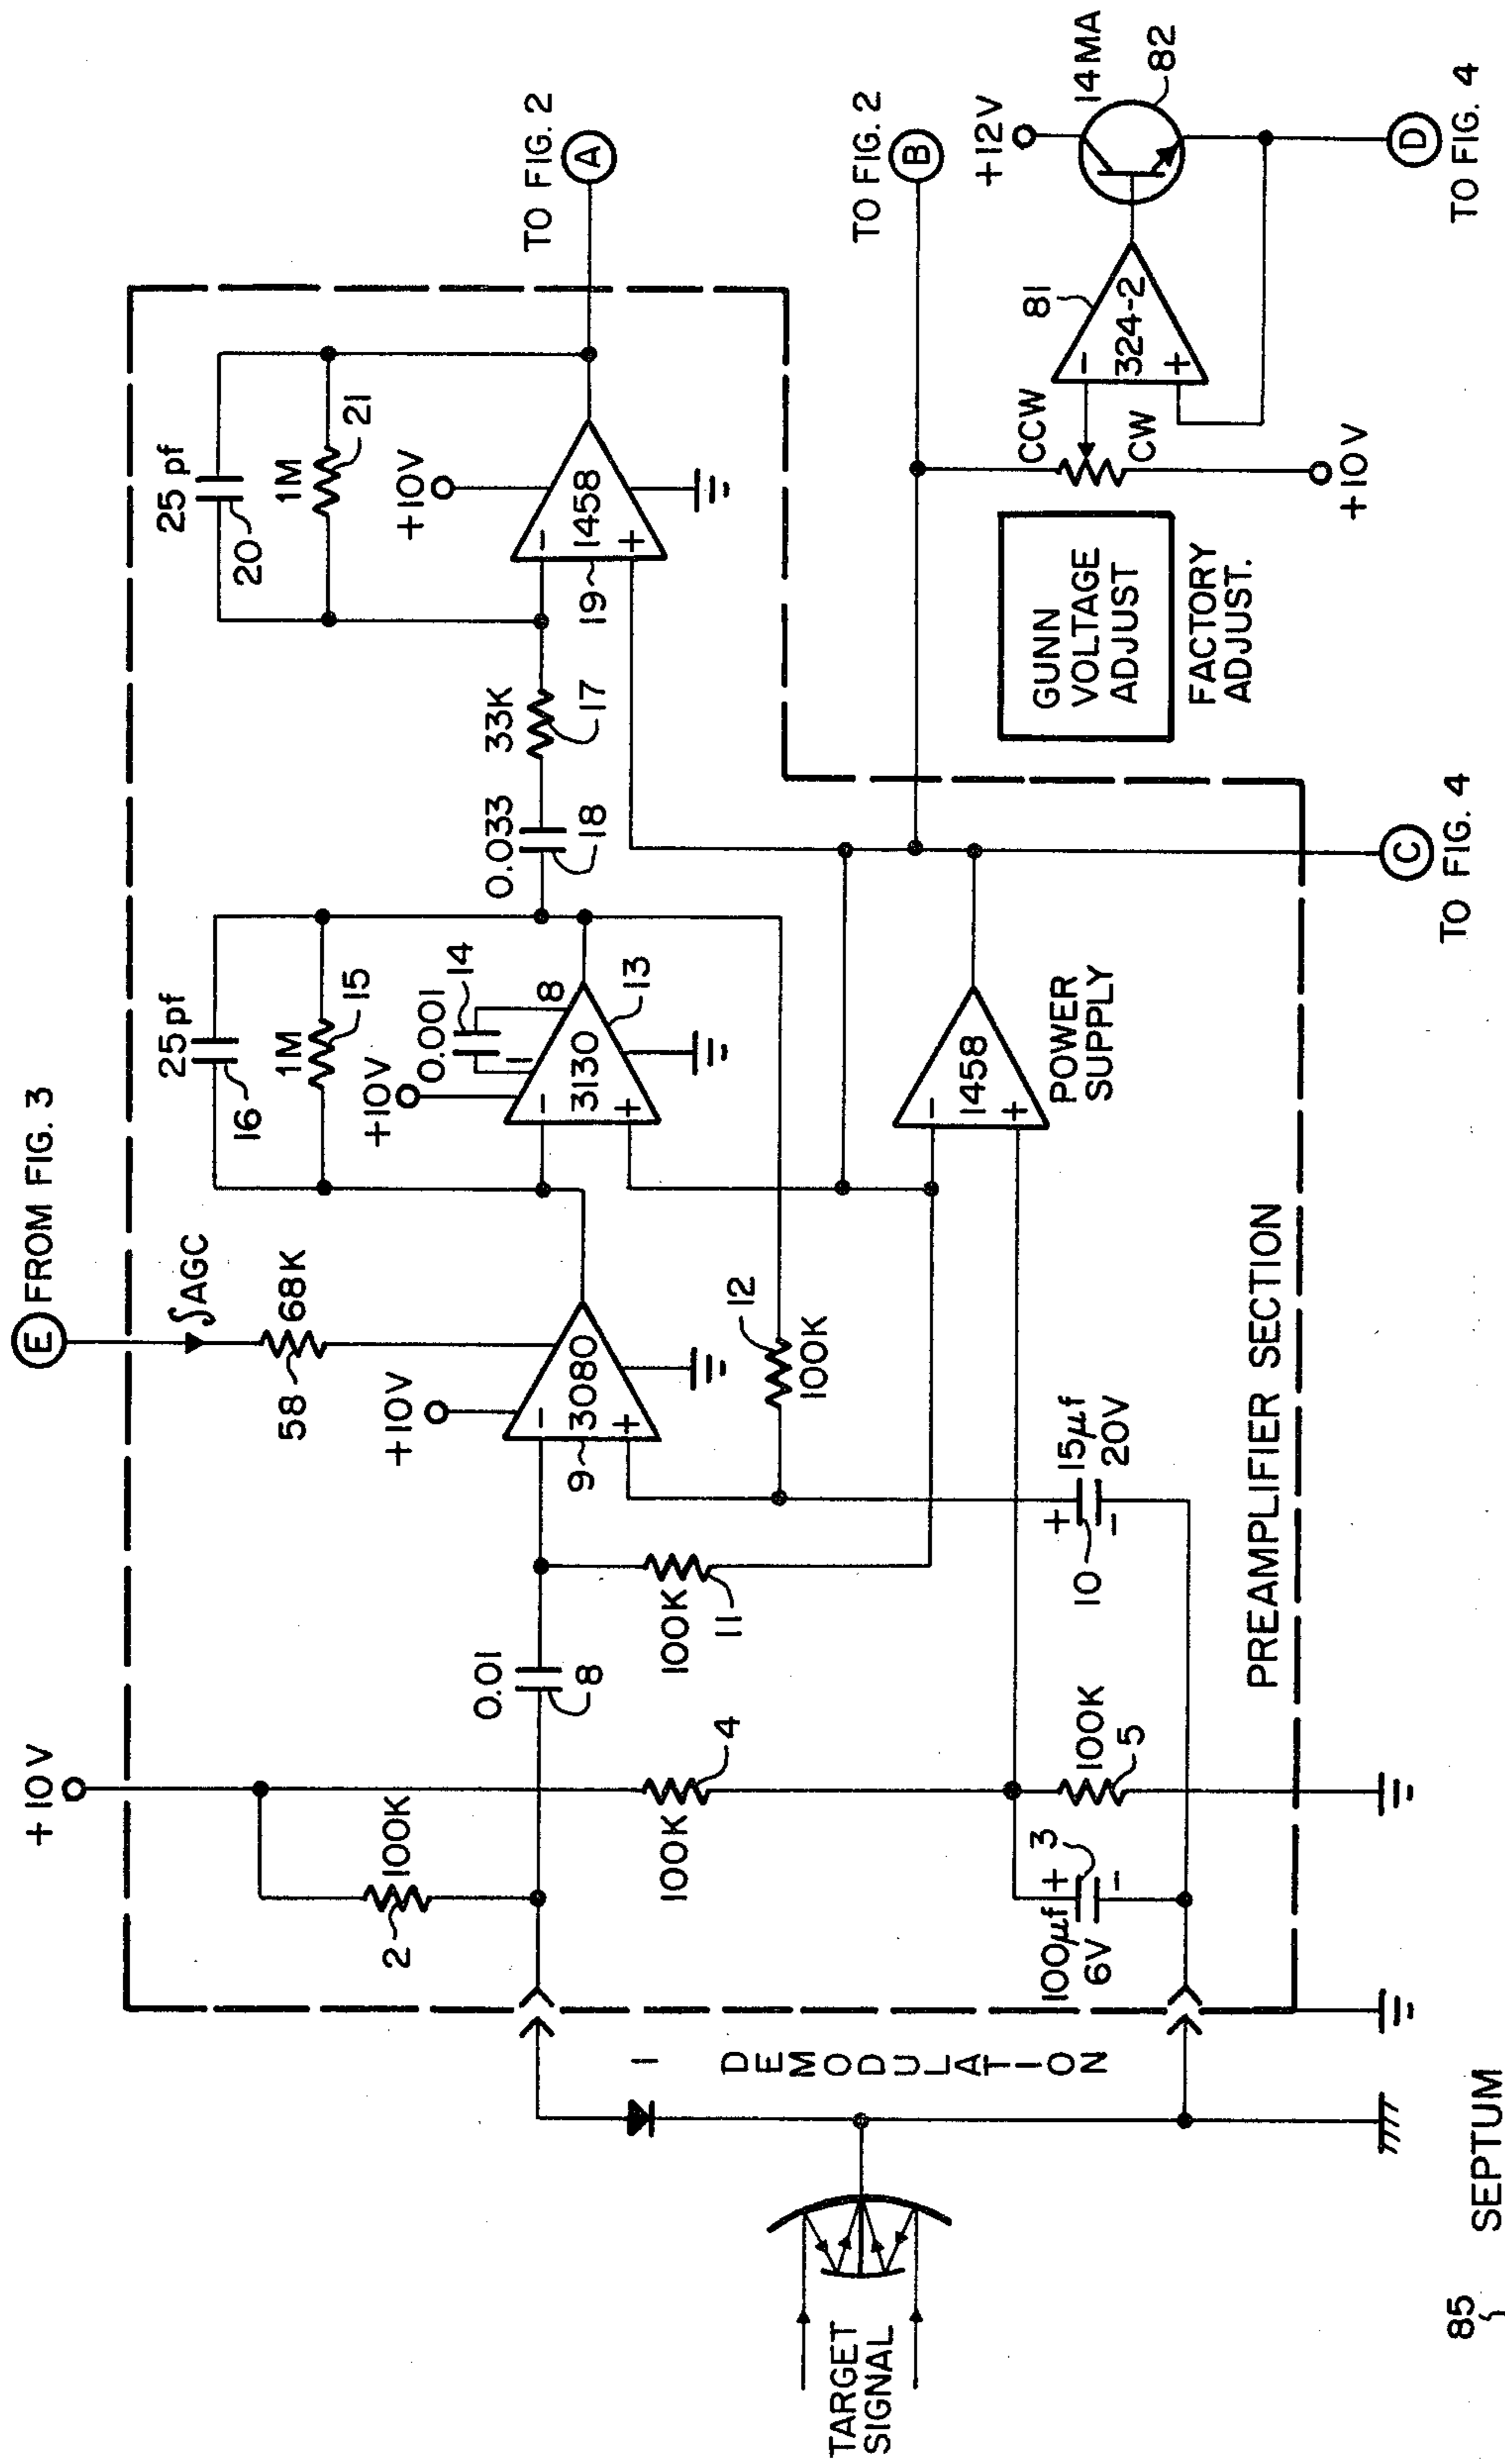 E FROM FIG. 3
AGC
+10V
58
68K
25 pf
16
1M
15
25 pf
20
1M
21
2
100K
+10V
+10V
0.001
14
1
8
+10V
0.01
8
-
9
3080
+
-
3130
+
13
0.033
18
33K
17
-
1458
+
19
TO FIG. 2
A
1
DEMODULATION
TARGET
SIGNAL
100K
4
100K
11
12
100K
-
1458
+
POWER
SUPPLY
TO FIG. 2
B
100µf
6V
+
-
3
100K
5
10
+
-
15µf
20V
PREAMPLIFIER SECTION
GUNN
VOLTAGE
ADJUST
FACTORY
ADJUST.
CCW
CW
+10V
81
-
324-2
+
+12V
14MA
82
C
TO FIG. 4
D
TO FIG. 4
85
SEPTUM